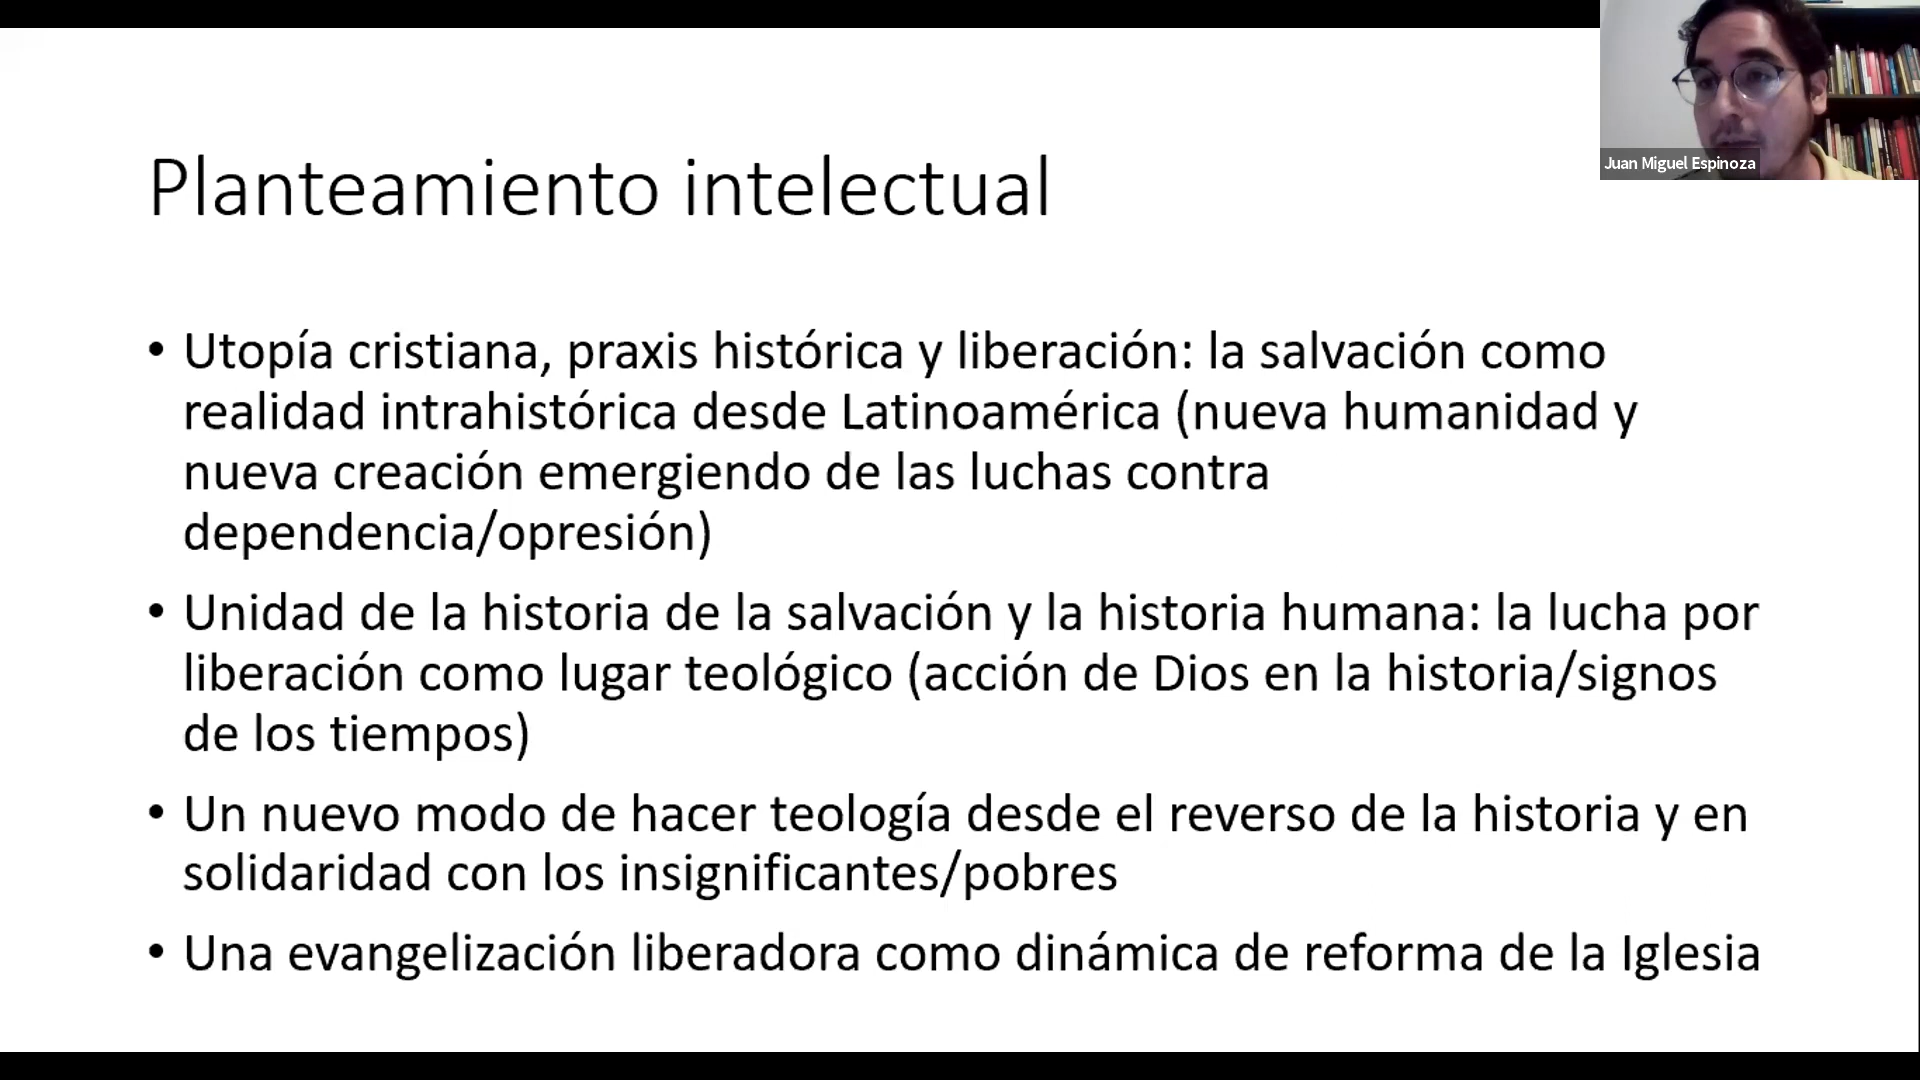 Juan Miguel Espinoza
Planteamiento intelectual
• Utopía cristiana, praxis histórica y liberación: la salvación como
realidad intrahistórica desde Latinoamérica (nueva humanidad y
nueva creación emergiendo de las luchas contra
dependencia/opresión)
• Unidad de la historia de la salvación y la historia humana: la lucha por
liberación como lugar teológico (acción de Dios en la historia/signos
de los tiempos)
• Un nuevo modo de hacer teología desde el reverso de la historia y en
solidaridad con los insignificantes/pobres
• Una evangelización liberadora como dinámica de reforma de la Iglesia